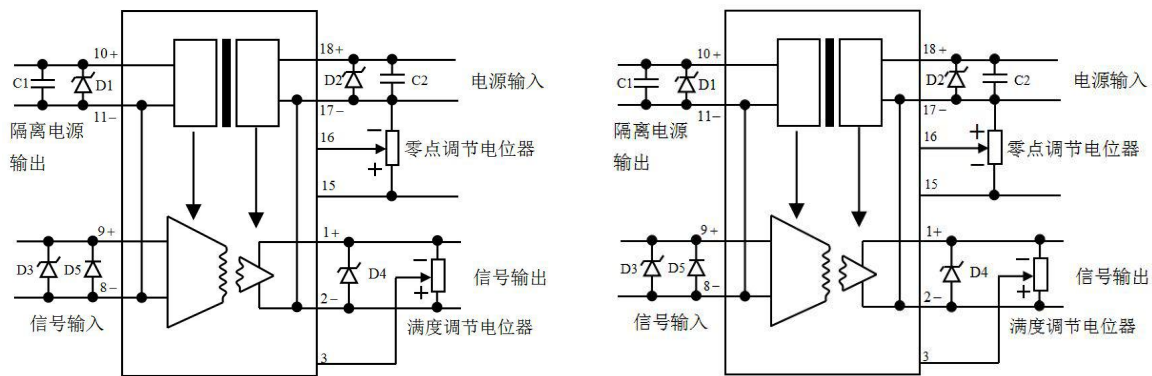 10+
18+
C1
D1
D2
C2
电源输入
11-
17-
隔离电源
输出
16
-
+
零点调节电位器
15
9+
1+
D3
D5
D4
-
+
信号输出
8-
2-
信号输入
满度调节电位器
3
10+
18+
C1
D1
D2
C2
电源输入
11-
17-
隔离电源
输出
16
+
-
零点调节电位器
15
9+
1+
D3
D5
D4
-
+
信号输出
8-
2-
信号输入
满度调节电位器
3